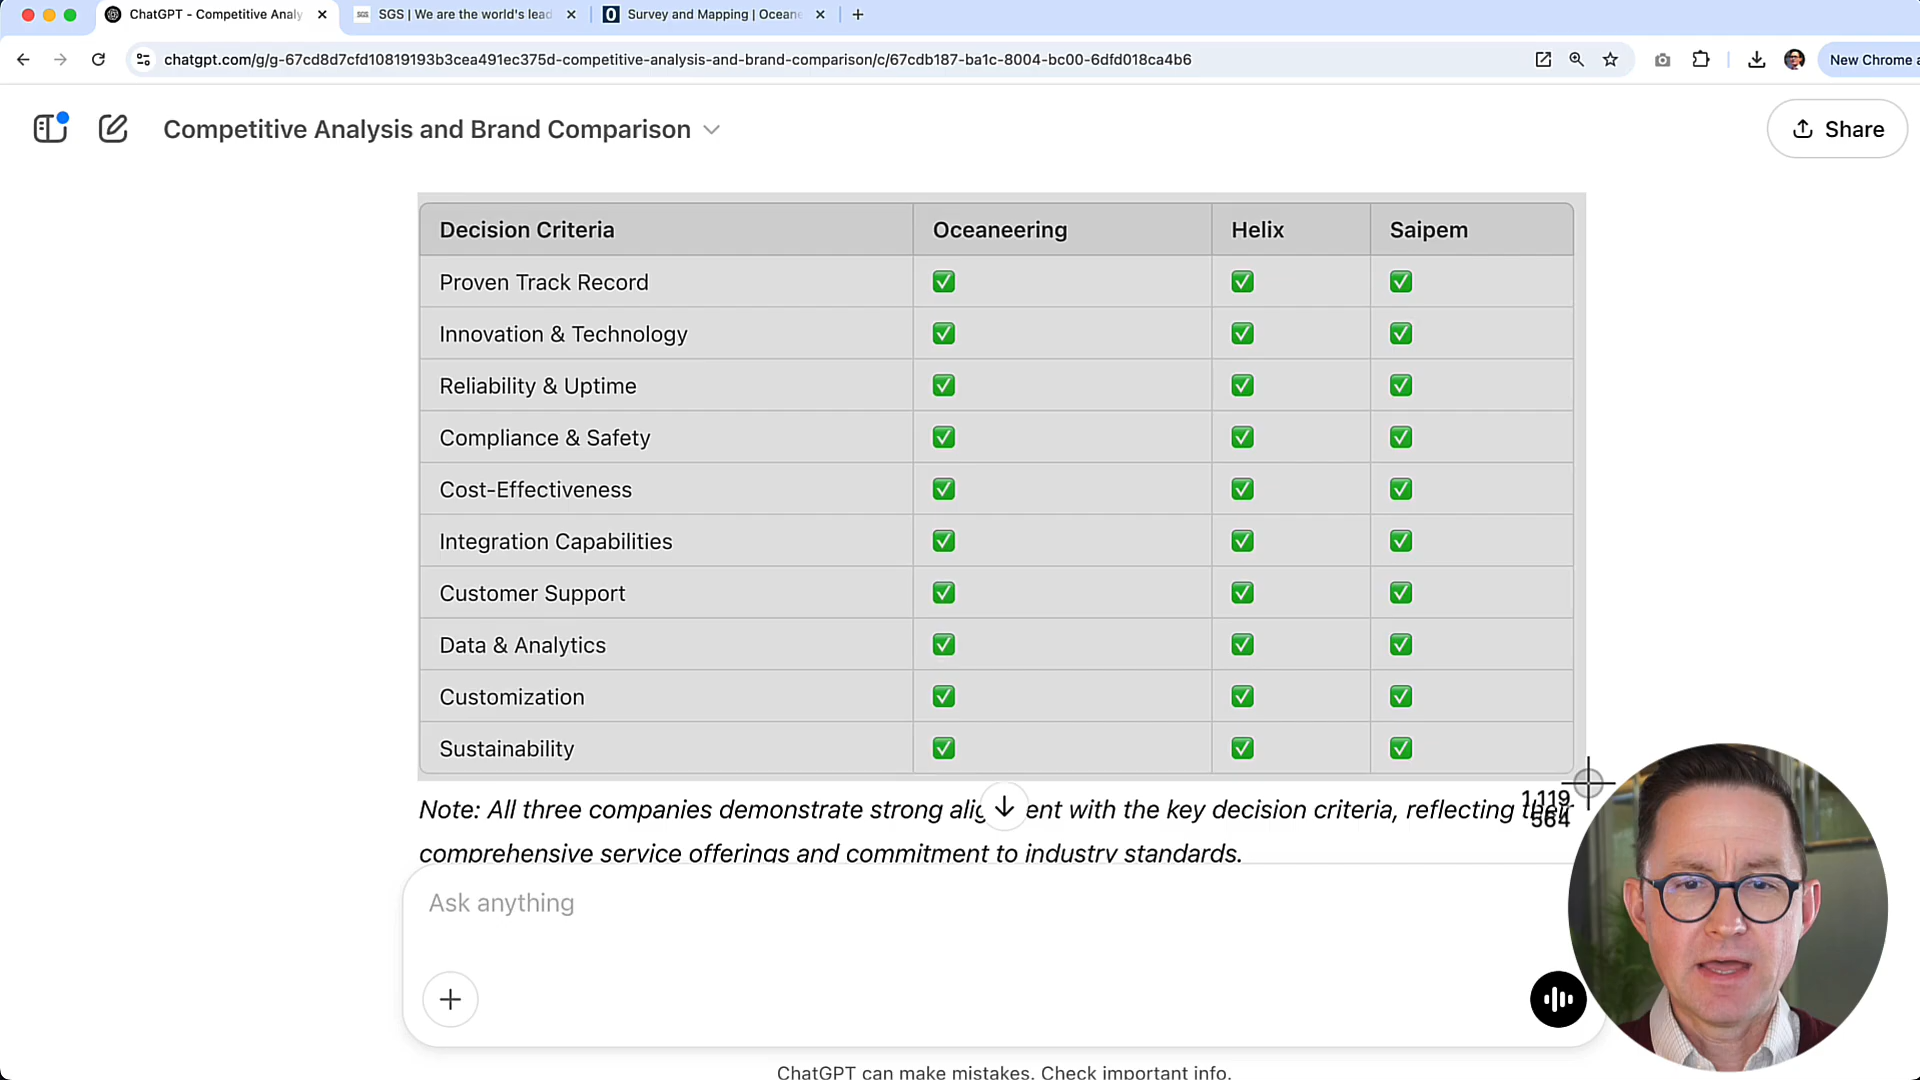 ChatGPT - Competitive Analy
SGS | We are the world's lead
Survey and Mapping | Ocean
chatgpt.com/g/g-67cd8d7cfd10819193b3cea491ec375d-competitive-analysis-and-brand-comparison/c/67cdb187-ba1c-8004-bc00-6dfd018ca4b6
New Chrome a
Competitive Analysis and Brand Comparison
Share
Decision Criteria Oceaneering Helix Saipem
Proven Track Record ✅ ✅ ✅
Innovation & Technology ✅ ✅ ✅
Reliability & Uptime ✅ ✅ ✅
Compliance & Safety ✅ ✅ ✅
Cost-Effectiveness ✅ ✅ ✅
Integration Capabilities ✅ ✅ ✅
Customer Support ✅ ✅ ✅
Data & Analytics ✅ ✅ ✅
Customization ✅ ✅ ✅
Sustainability ✅ ✅ ✅
Note: All three companies demonstrate strong alig ent with the key decision criteria, reflecting their
1,119
564
comprehensive service offerings and commitment to industry standards.
Ask anything
ChatGPT can make mistakes. Check important info.